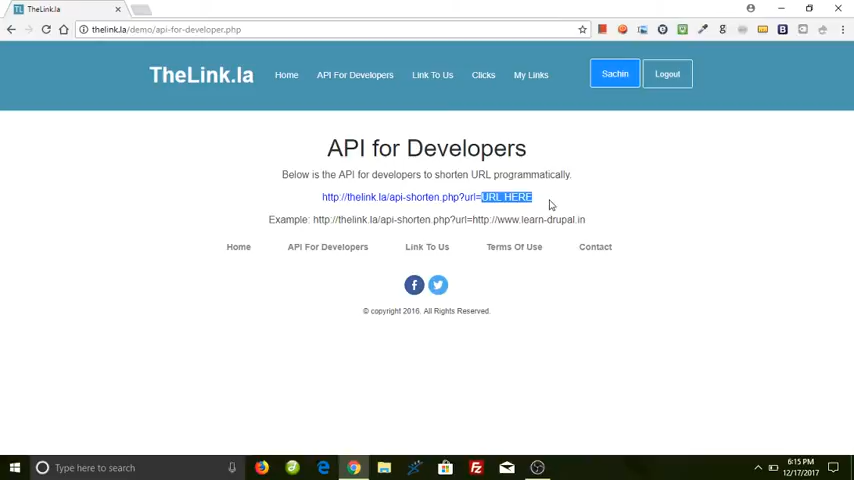 TheLink.la
thelink.la/demo/api-for-developer.php
TheLink.la
Home
API For Developers
Link To Us
Clicks
My Links
Sachin
Logout
API for Developers
Below is the API for developers to shorten URL programmatically.
http://thelink.la/api-shorten.php?url=URL HERE
Example: http://thelink.la/api-shorten.php?url=http://www.learn-drupal.in
Home
API For Developers
Link To Us
Terms Of Use
Contact
© copyright 2016. All Rights Reserved.
Type here to search
6:15 PM
12/17/2017